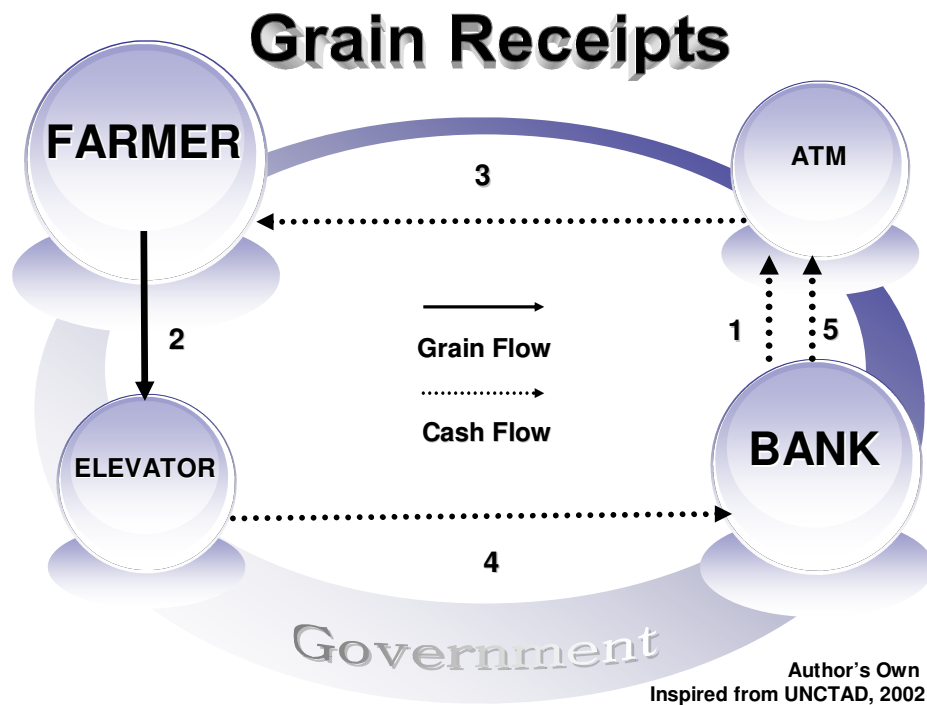 Grain Receipts
FARMER
ATM
3
2
1
5
Grain Flow
Cash Flow
ELEVATOR
BANK
4
Government
Author's Own
Inspired from UNCTAD, 2002